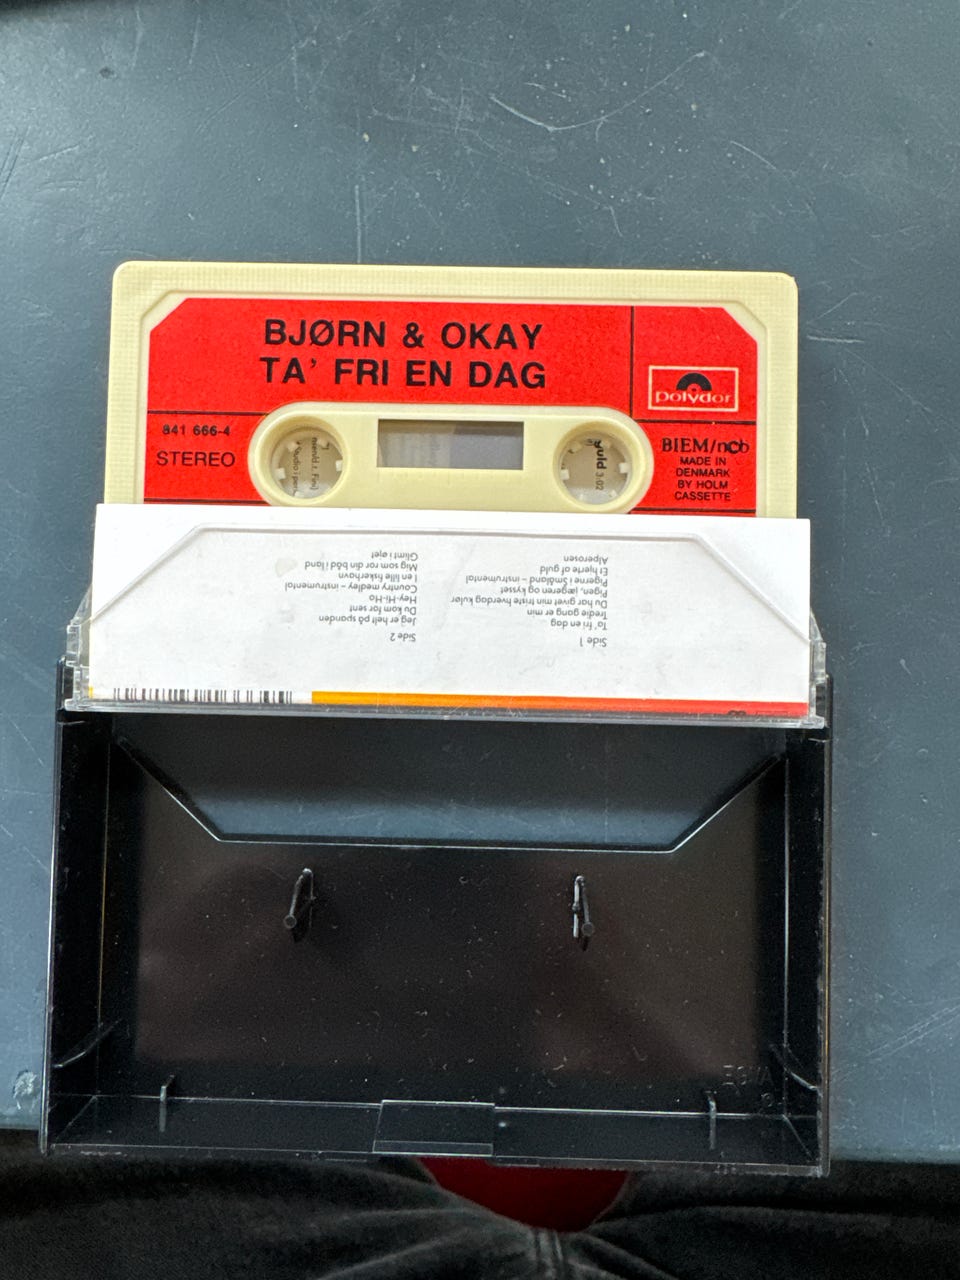 BJØRN & OKAY
TA' FRI EN DAG
polydor
841 666-4
STEREO
BIEM/ncb
MADE IN
DENMARK
BY HOLM
CASSETTE
guld 3:02
Side 1
Ta' fri en dag
Tredie gang er min
Du har givet min triste hverdag kulør
Pigen, jægeren og kysset
Pigerne i Småland – instrumental
Et hjerte af guld
Alperosen
Side 2
Jeg er helt på spanden
Du kom for sent
Hey-Hi-Ho
Country medley – instrumental
I en lille fiskerhavn
Mig som ror din båd i land
Glimt i øjet